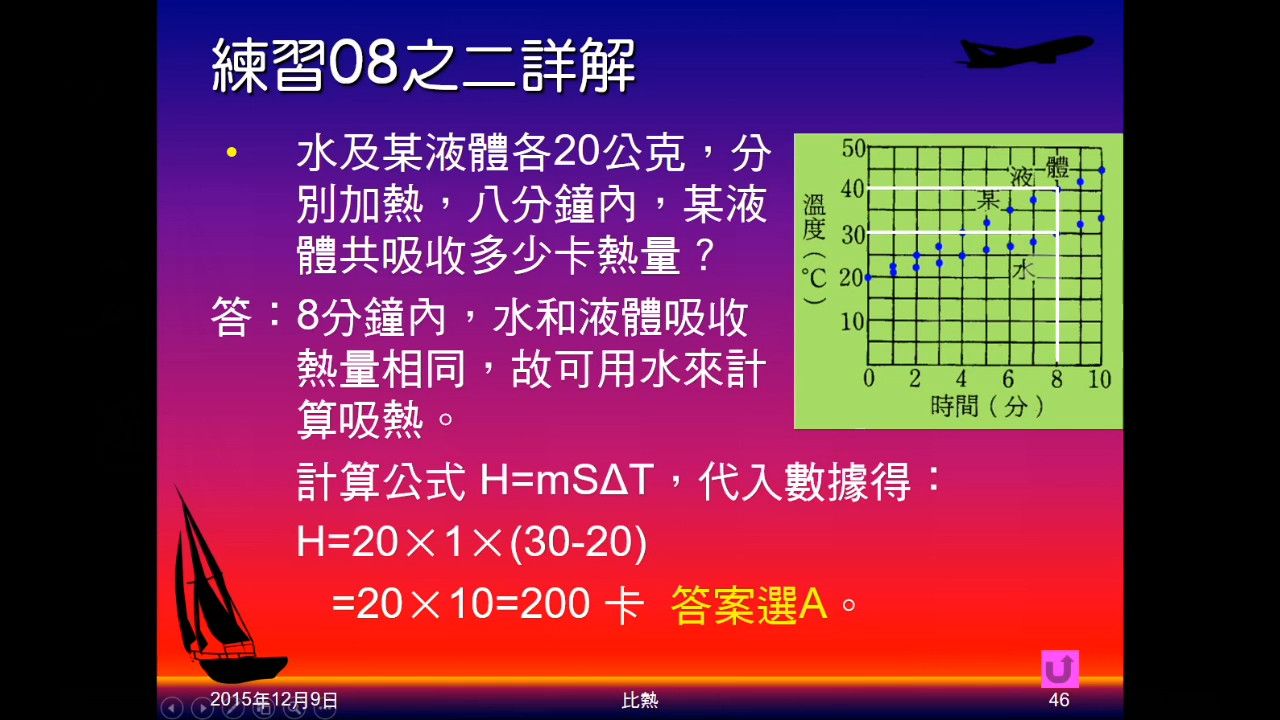 練習08之二詳解
• 水及某液體各20公克，分
別加熱，八分鐘內，某液
體共吸收多少卡熱量？
答：8分鐘內，水和液體吸收
熱量相同，故可用水來計
算吸熱。
計算公式 H=mSΔT，代入數據得：
H=20×1×(30-20)
=20×10=200 卡 答案選A。
50
40
30
20
10
溫度(℃)
某液體
水
0 2 4 6 8 10
時間(分)
2015年12月9日
比熱
46